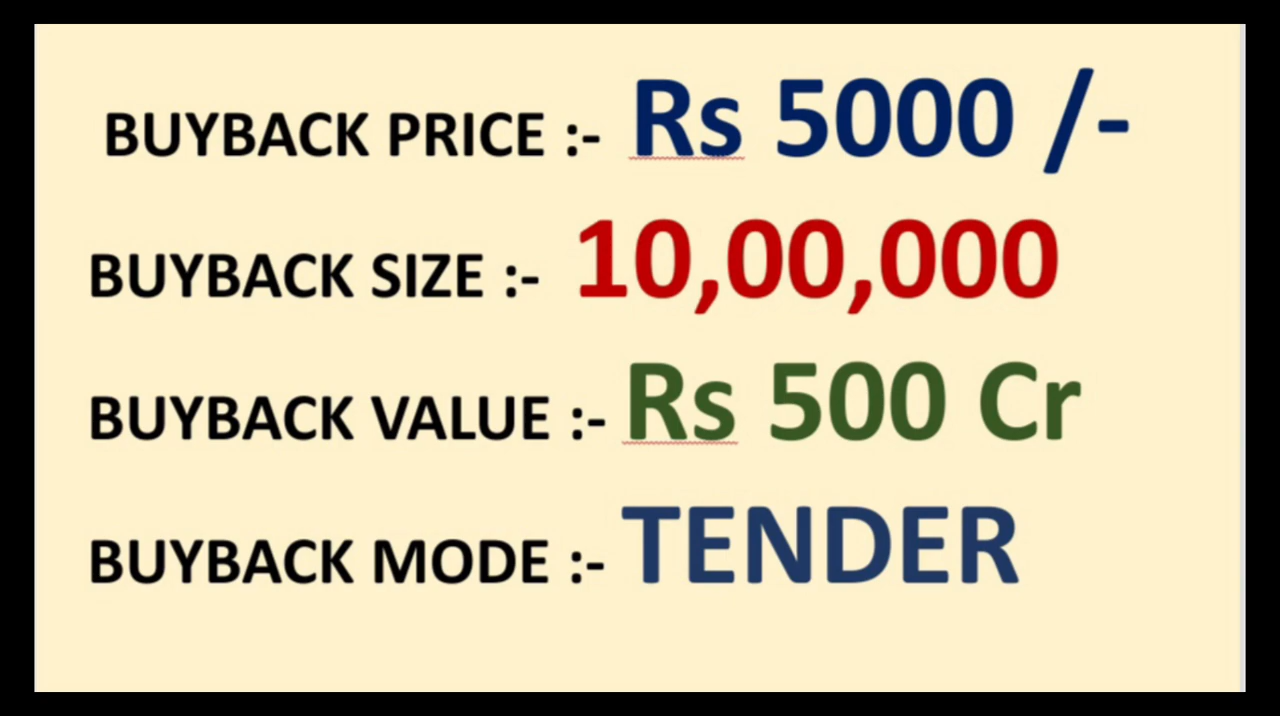 BUYBACK PRICE :- Rs 5000 /-
BUYBACK SIZE :- 10,00,000
BUYBACK VALUE :- Rs 500 Cr
BUYBACK MODE :- TENDER